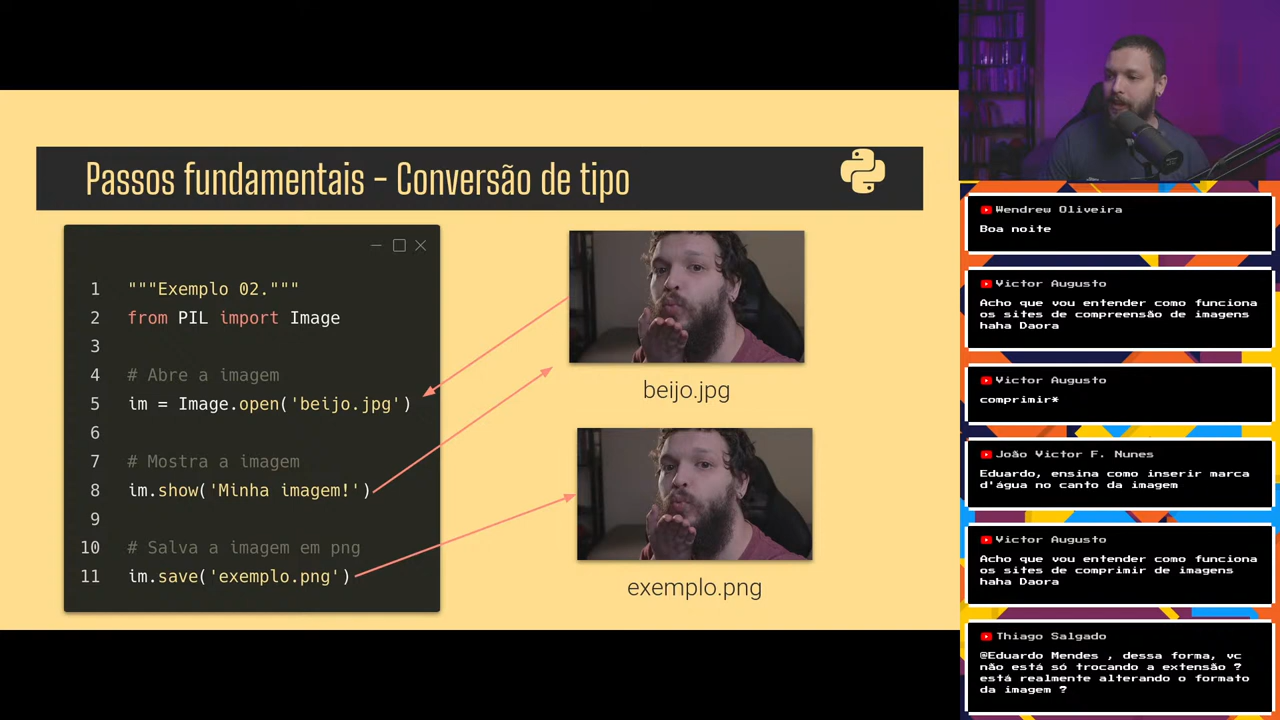 Passos fundamentais - Conversão de tipo
1 """Exemplo 02."""
2 from PIL import Image
3
4 # Abre a imagem
5 im = Image.open('beijo.jpg')
6
7 # Mostra a imagem
8 im.show('Minha imagem!')
9
10 # Salva a imagem em png
11 im.save('exemplo.png')
beijo.jpg
exemplo.png
Wendrew Oliveira
Boa noite
Victor Augusto
Acho que vou entender como funciona
os sites de compreensão de imagens
haha Daora
Victor Augusto
comprimir*
João Victor F. Nunes
Eduardo, ensina como inserir marca
d'água no canto da imagem
Victor Augusto
Acho que vou entender como funciona
os sites de comprimir de imagens
haha Daora
Thiago Salgado
@Eduardo Mendes , dessa forma, vc
não está só trocando a extensão ?
está realmente alterando o formato
da imagem ?